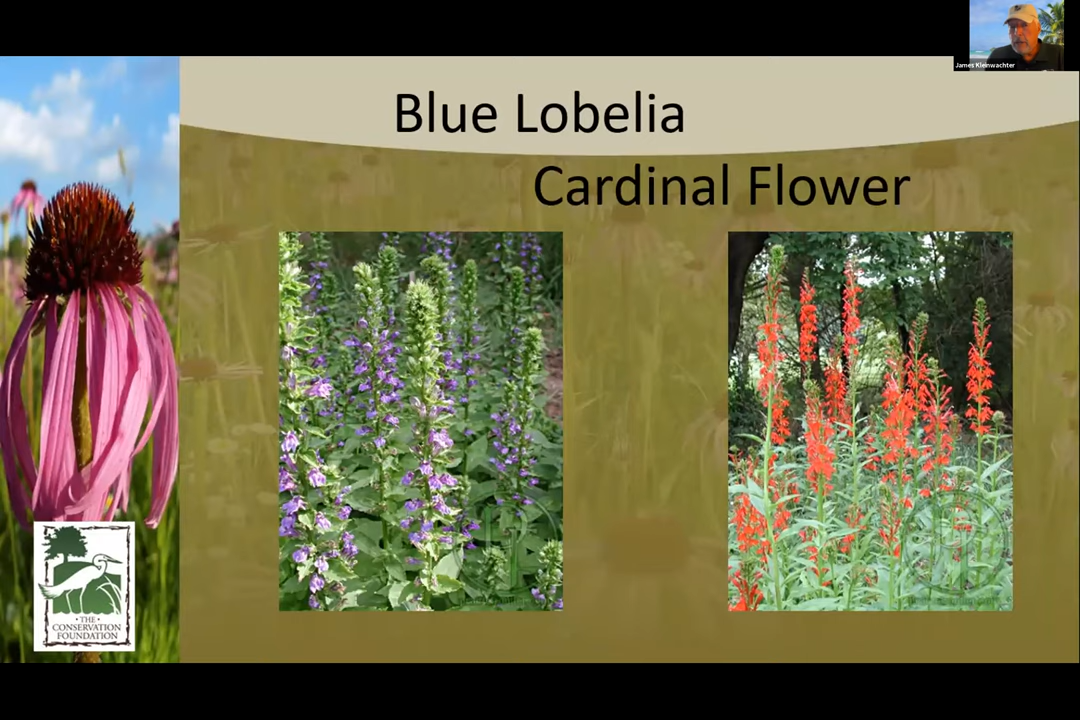 James Kleinwachter
Blue Lobelia
Cardinal Flower
• THE •
CONSERVATION
FOUNDATION